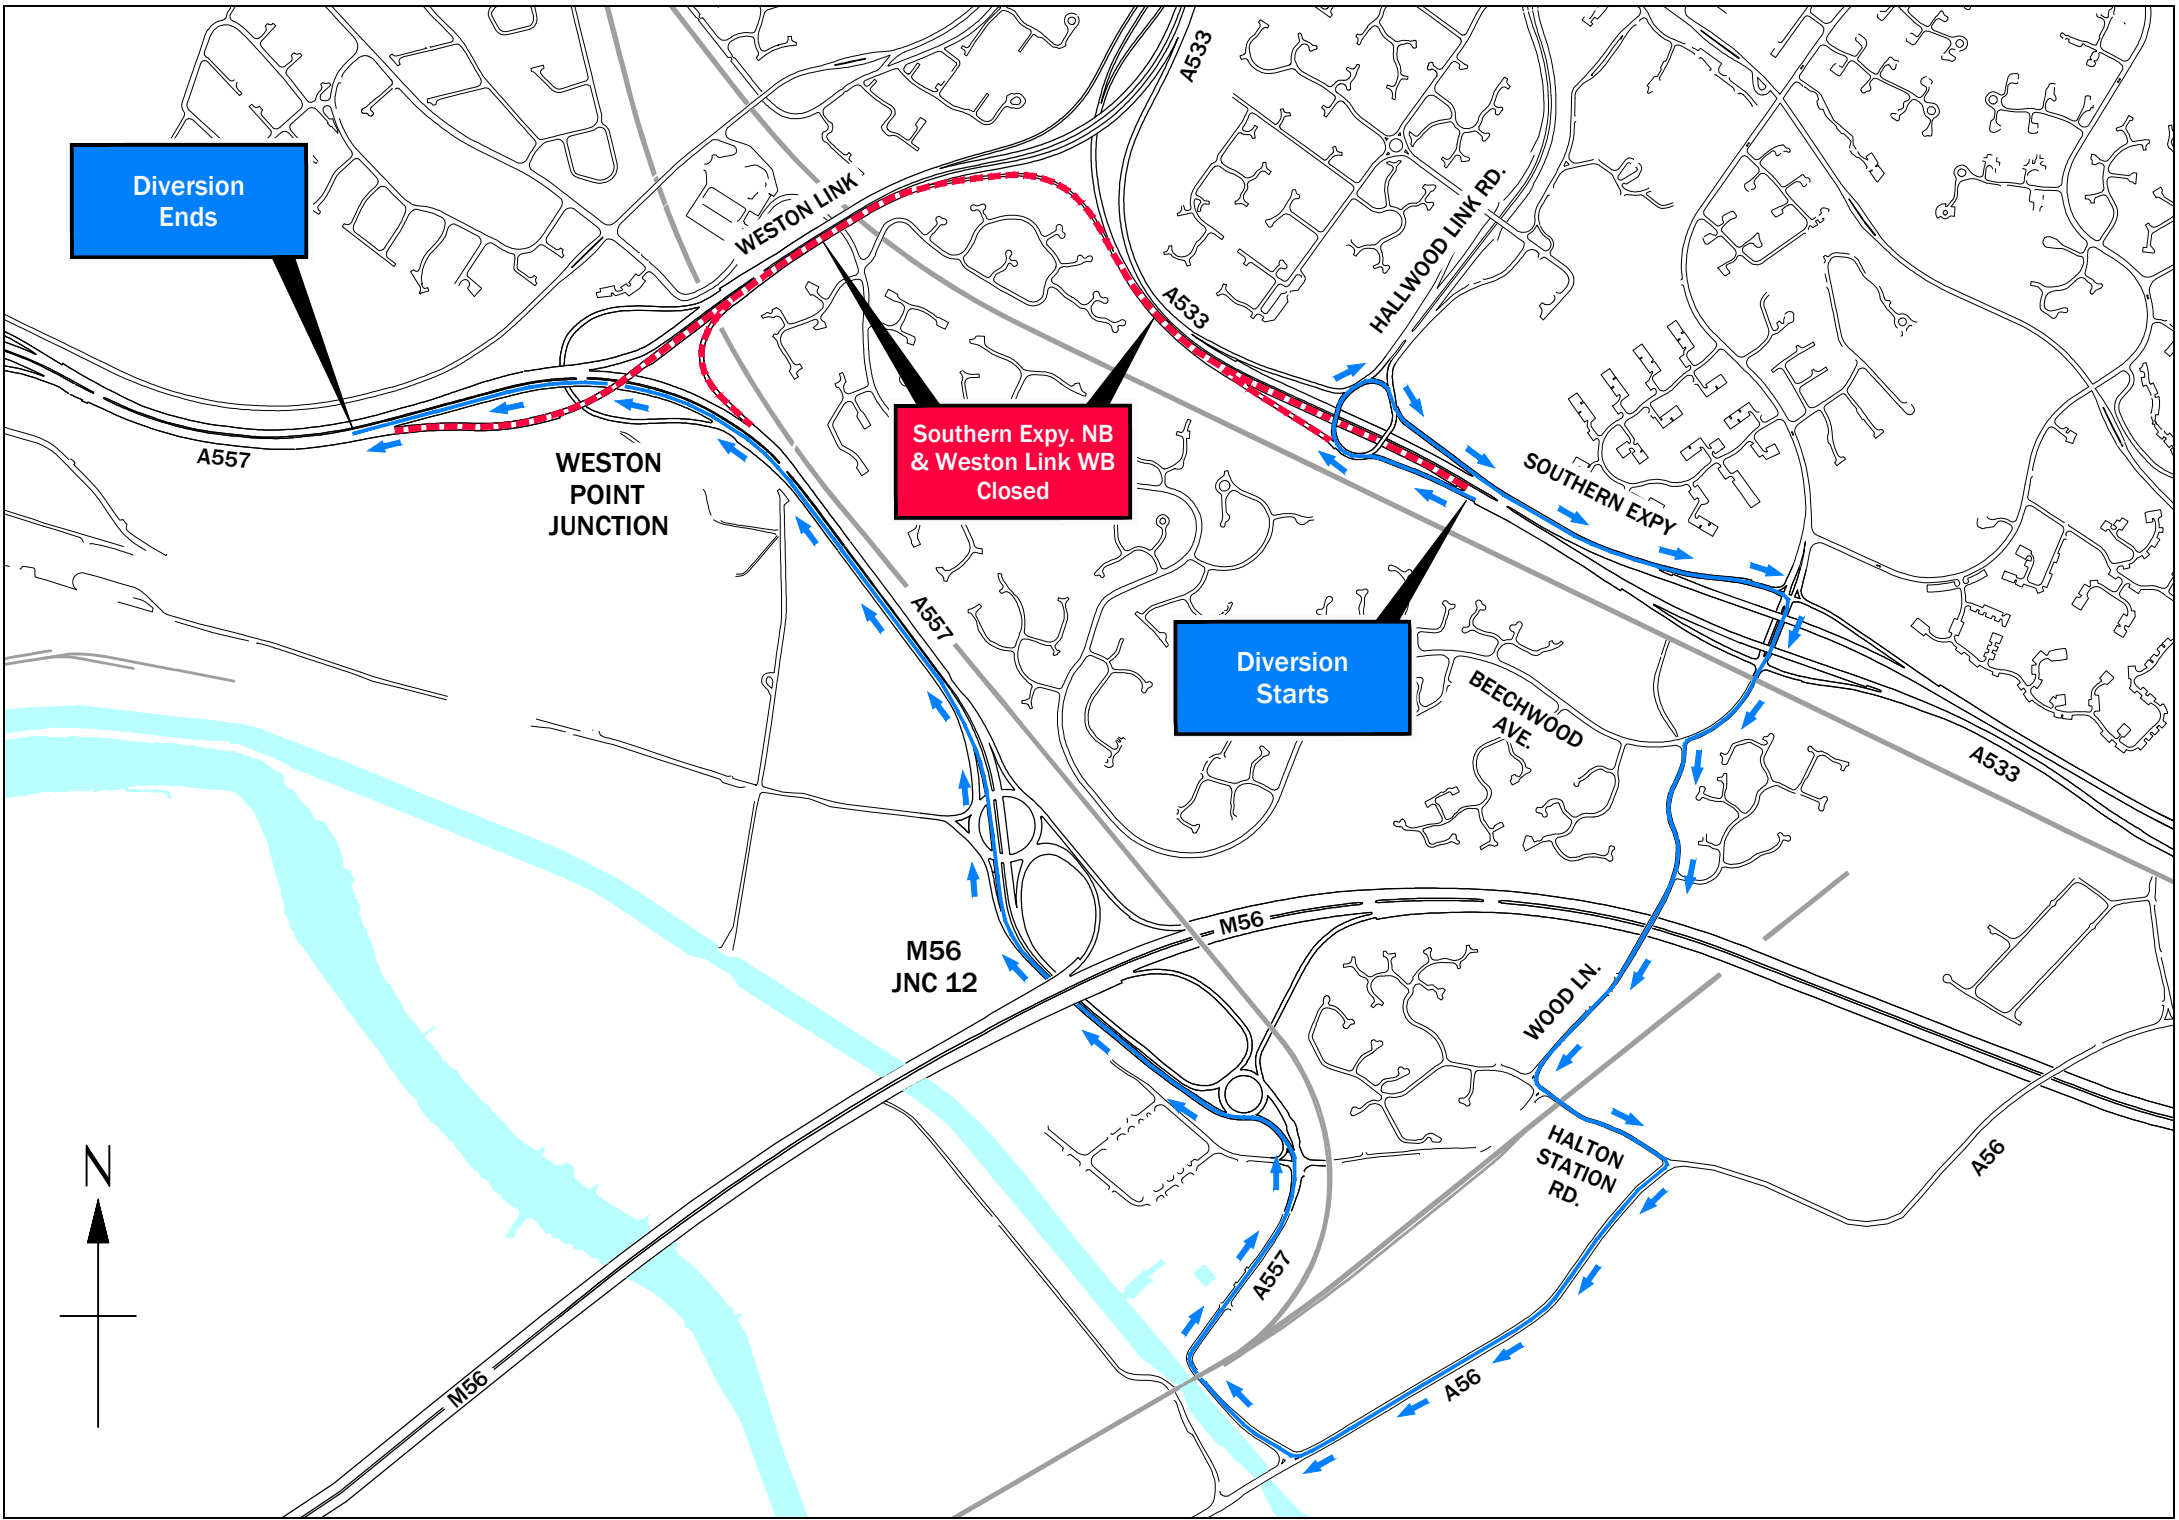 A533
Diversion
Ends
WESTON LINK
HALLWOOD LINK RD.
A533
Southern Expy. NB
& Weston Link WB
Closed
A557
WESTON
POINT
JUNCTION
SOUTHERN EXPY
A557
Diversion
Starts
BEECHWOOD
AVE.
A533
M56
M56
JNC 12
WOOD LN.
HALTON
STATION
RD.
A56
N
A557
M56
A56